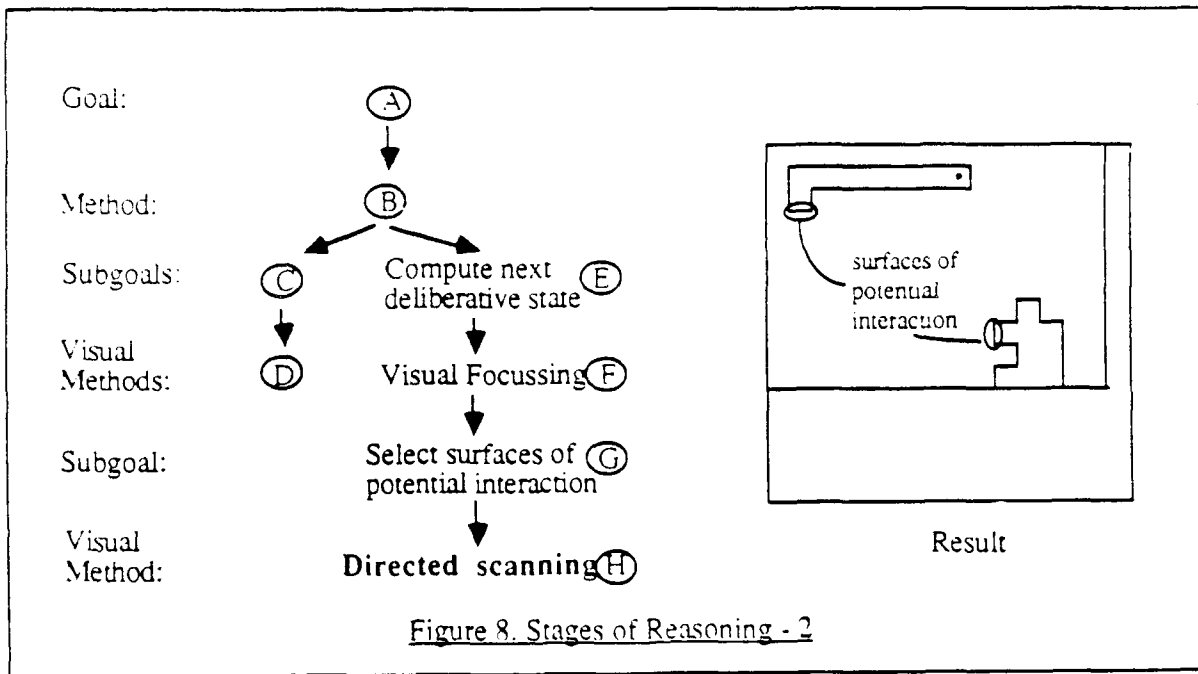 Goal:
A
Method:
B
Subgoals:
C
Compute next
deliberative state
E
Visual
Methods:
D
Visual Focussing
F
Subgoal:
Select surfaces of
potential interaction
G
Visual
Method:
Directed scanning
H
surfaces of
potential
interaction
Result
Figure 8. Stages of Reasoning - 2